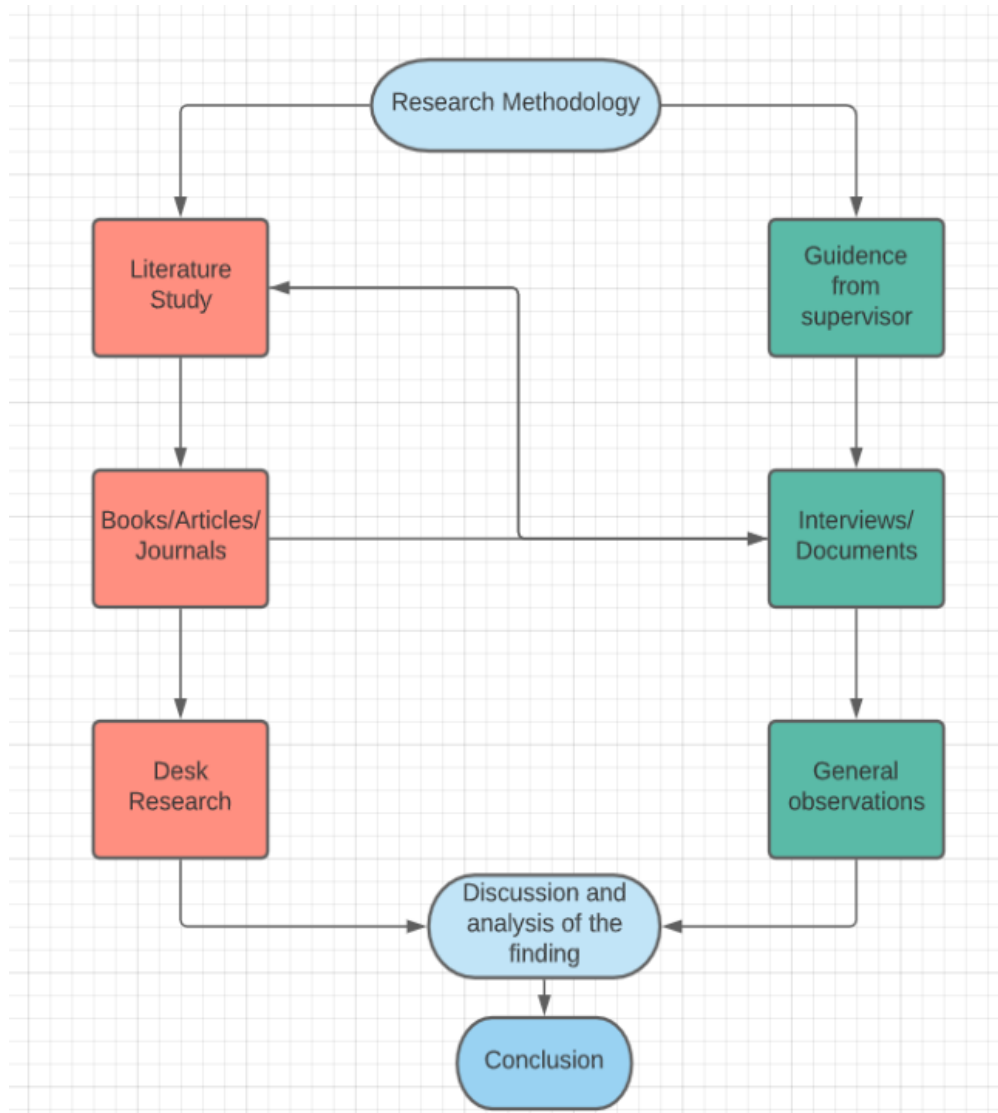 Research Methodology
Literature
Study
Guidence
from
supervisor
Books/Articles/
Journals
Interviews/
Documents
Desk
Research
General
observations
Discussion and
analysis of the
finding
Conclusion